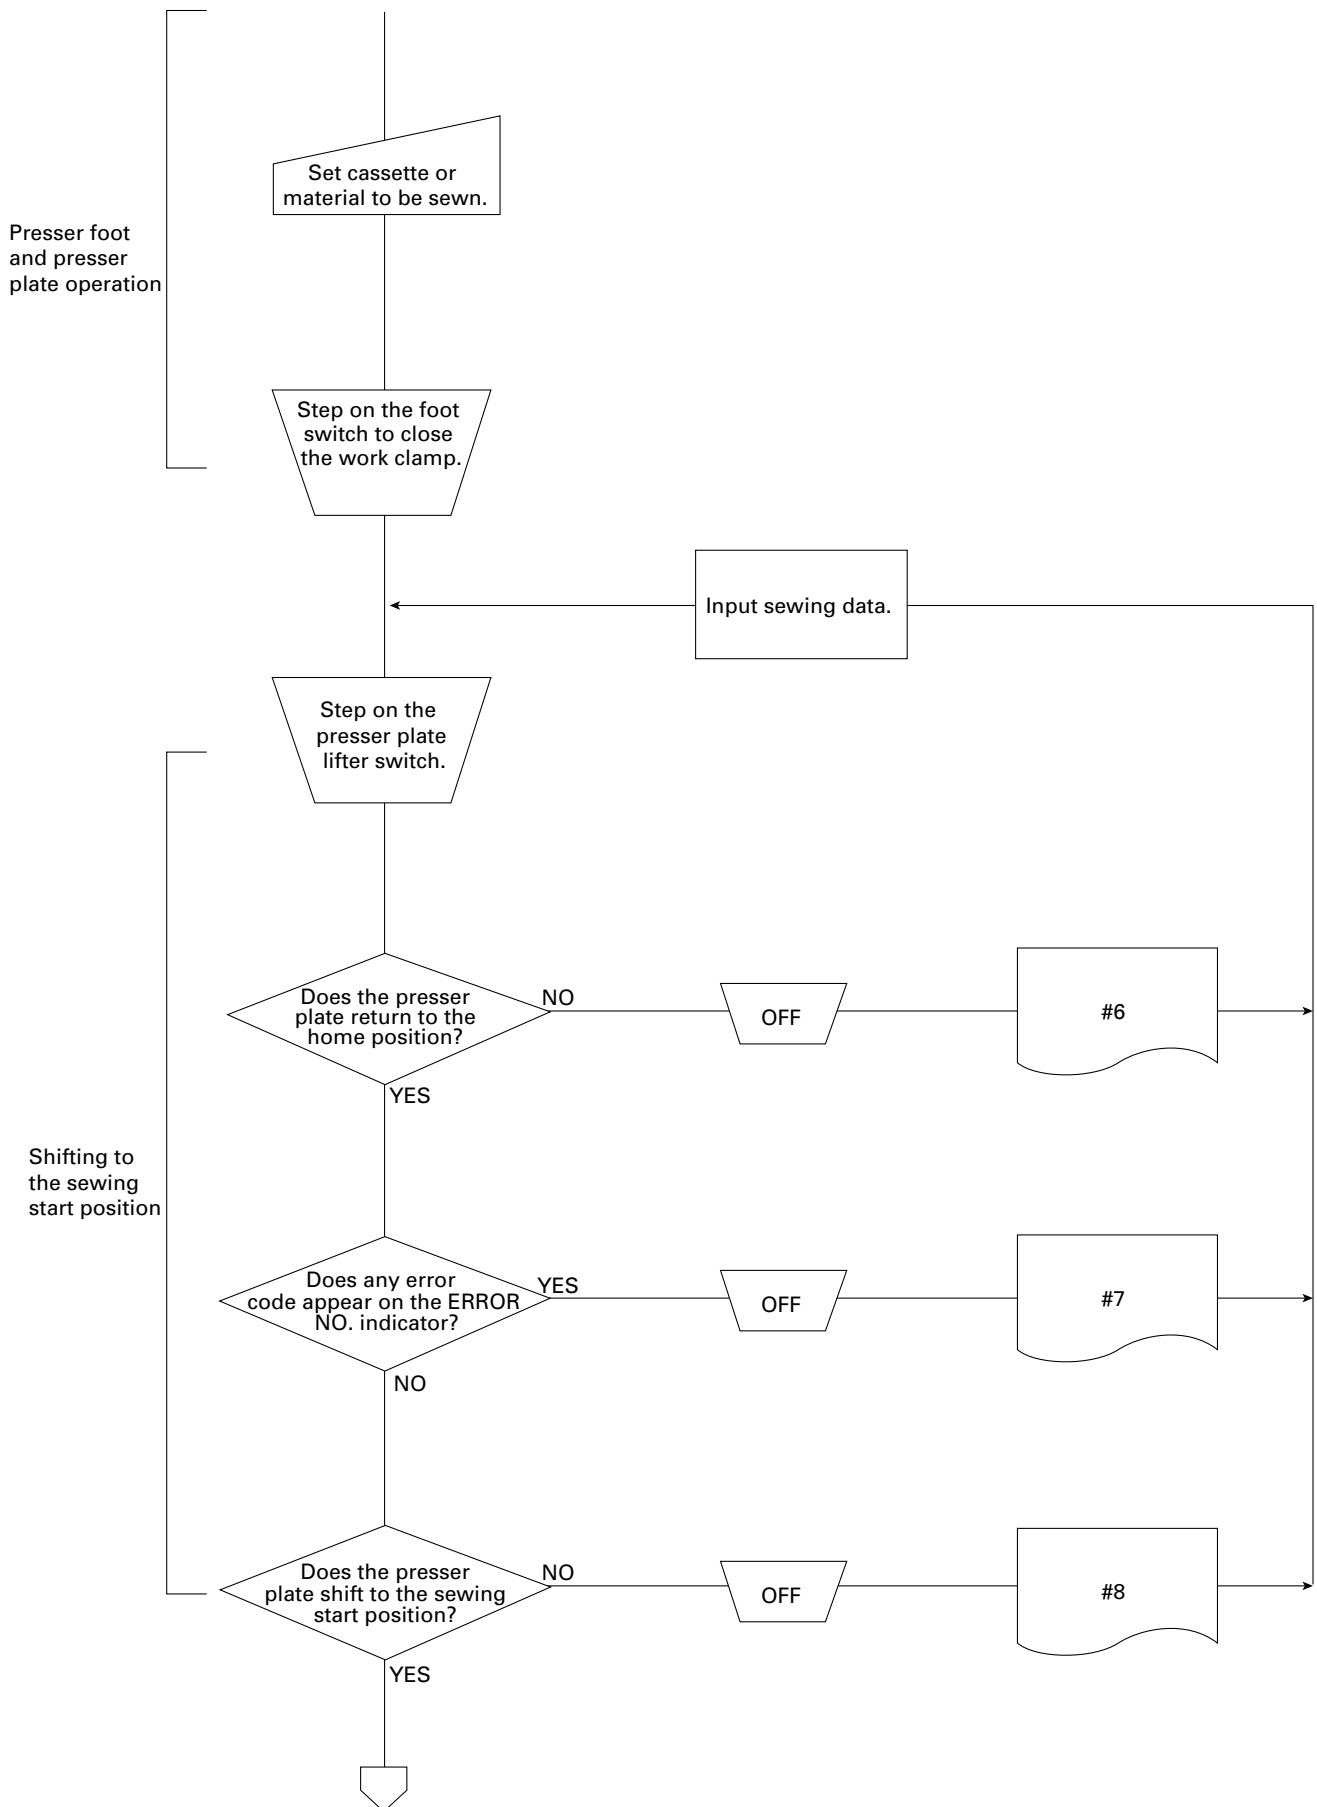 Set cassette or
material to be sewn.
Presser foot
and presser
plate operation
Step on the foot
switch to close
the work clamp.
Input sewing data.
Step on the
presser plate
lifter switch.
Does the presser
plate return to the
home position?
NO
OFF
#6
YES
Shifting to
the sewing
start position
Does any error
code appear on the ERROR
NO. indicator?
YES
OFF
#7
NO
Does the presser
plate shift to the sewing
start position?
NO
OFF
#8
YES